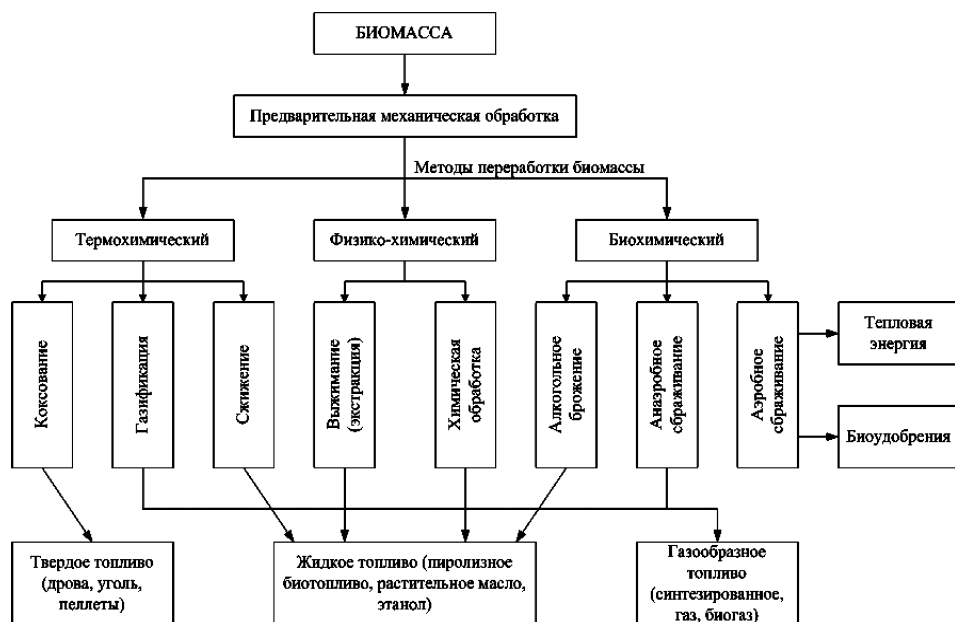 БИОМАССА
Предварительная механическая обработка
Методы переработки биомассы
Термохимический
Физико-химический
Биохимический
Коксование
Газификация
Сжижение
Выжимание
(экстракция)
Химическая
обработка
Алкогольное
брожение
Анаэробное
сбраживание
Аэробное
сбраживание
Тепловая
энергия
Биоудобрения
Твердое топливо
(дрова, уголь,
пеллеты)
Жидкое топливо (пиролизное
биотопливо, растительное масло,
этанол)
Газообразное
топливо
(синтезированное,
газ, биогаз)